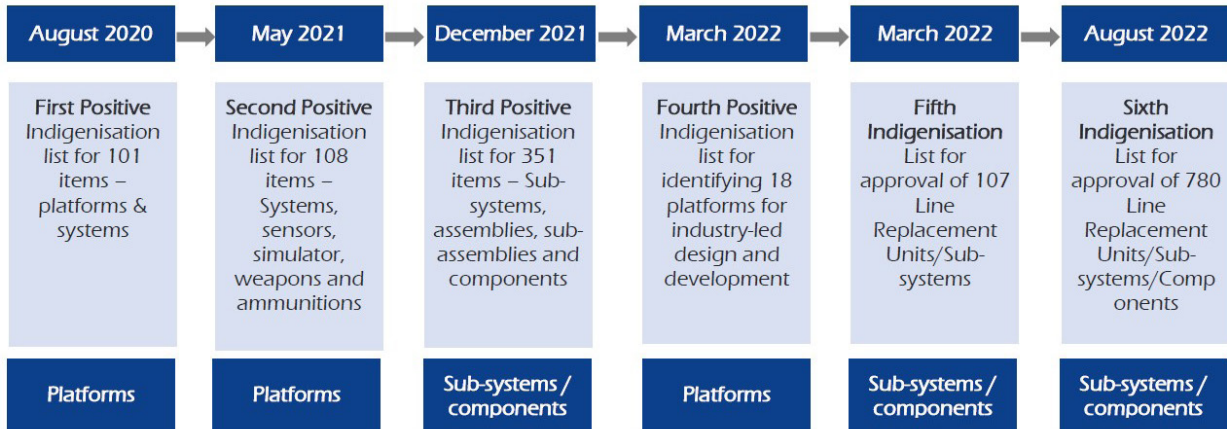 August 2020
May 2021
December 2021
March 2022
March 2022
August 2022
First Positive
Indigenisation
list for 101
items –
platforms &
systems
Second Positive
Indigenisation
list for 108
items –
Systems,
sensors,
simulator,
weapons and
ammunitions
Third Positive
Indigenisation
list for 351
items – Sub-
systems,
assemblies, sub-
assemblies and
components
Fourth Positive
Indigenisation
list for
identifying 18
platforms for
industry-led
design and
development
Fifth
Indigenisation
List for
approval of 107
Line
Replacement
Units/Sub-
systems
Sixth
Indigenisation
List for
approval of 780
Line
Replacement
Units/Sub-
systems/Comp
onents
Platforms
Platforms
Sub-systems /
components
Platforms
Sub-systems /
components
Sub-systems /
components